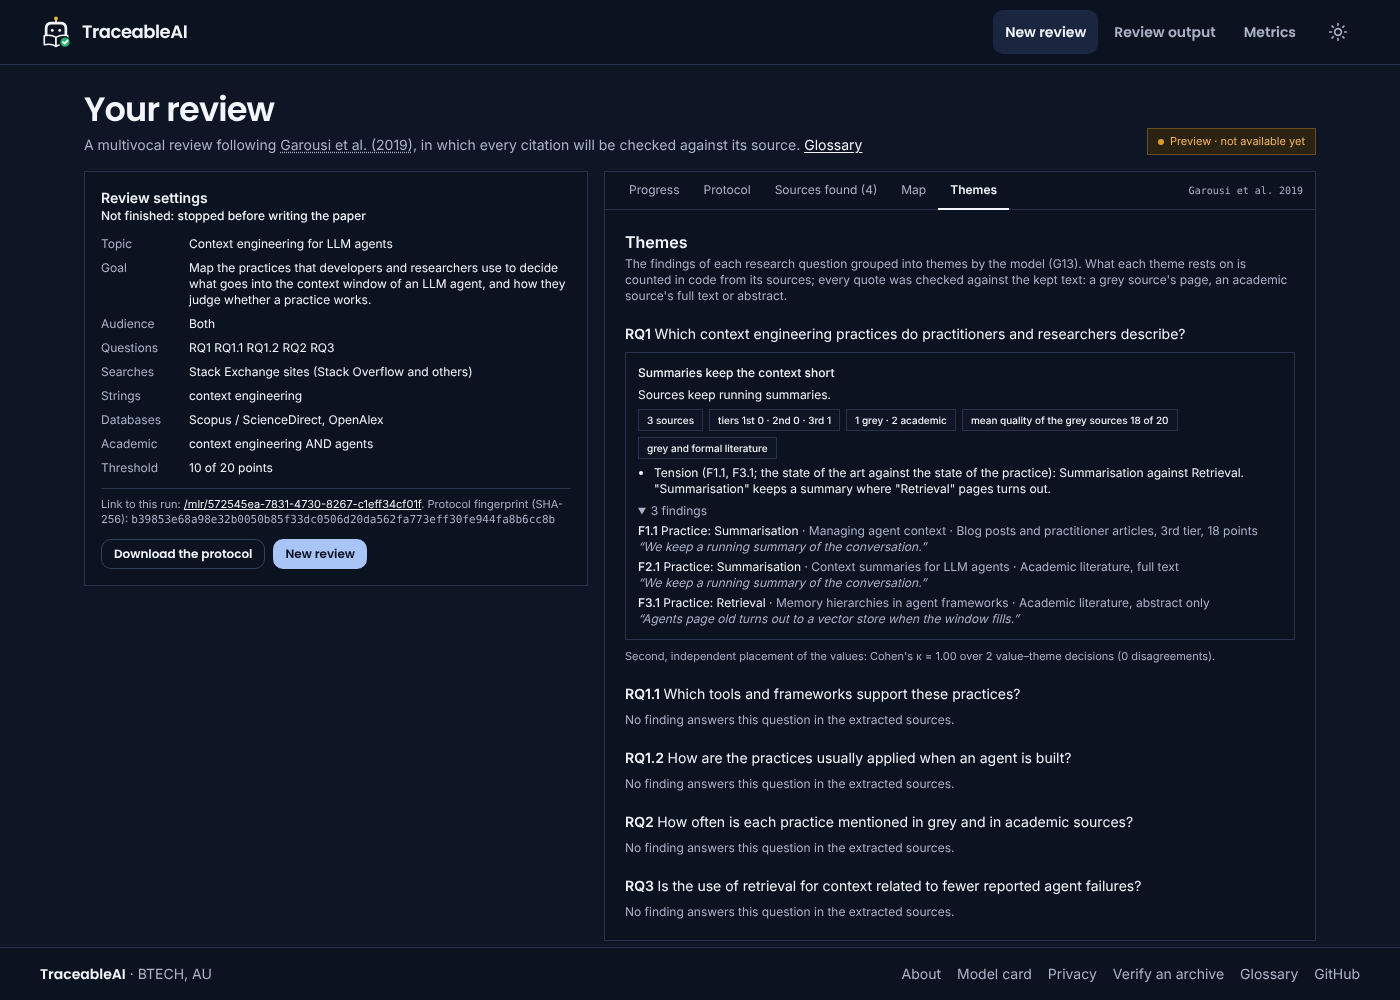 TraceableAI
New review
Review output
Metrics
Your review
A multivocal review following Garousi et al. (2019), in which every citation will be checked against its source. Glossary
Preview · not available yet
Review settings
Not finished: stopped before writing the paper
Topic Context engineering for LLM agents
Goal Map the practices that developers and researchers use to decide
what goes into the context window of an LLM agent, and how they
judge whether a practice works.
Audience Both
Questions RQ1 RQ1.1 RQ1.2 RQ2 RQ3
Searches Stack Exchange sites (Stack Overflow and others)
Strings context engineering
Databases Scopus / ScienceDirect, OpenAlex
Academic context engineering AND agents
Threshold 10 of 20 points
Link to this run: /mlr/572545ea-7831-4730-8267-c1eff34cf01f. Protocol fingerprint (SHA-
256): b39853e68a98e32b0050b85f33dc0506d20da562fa773eff30fe944fa8b6cc8b
Download the protocol
New review
Progress
Protocol
Sources found (4)
Map
Themes
Garousi et al. 2019
Themes
The findings of each research question grouped into themes by the model (G13). What each theme rests on is
counted in code from its sources; every quote was checked against the kept text: a grey source's page, an academic
source's full text or abstract.
RQ1 Which context engineering practices do practitioners and researchers describe?
Summaries keep the context short
Sources keep running summaries.
3 sources
tiers 1st 0 · 2nd 0 · 3rd 1
1 grey · 2 academic
mean quality of the grey sources 18 of 20
grey and formal literature
• Tension (F1.1, F3.1; the state of the art against the state of the practice): Summarisation against Retrieval.
"Summarisation" keeps a summary where "Retrieval" pages turns out.
▼ 3 findings
F1.1 Practice: Summarisation · Managing agent context · Blog posts and practitioner articles, 3rd tier, 18 points
“We keep a running summary of the conversation.”
F2.1 Practice: Summarisation · Context summaries for LLM agents · Academic literature, full text
“We keep a running summary of the conversation.”
F3.1 Practice: Retrieval · Memory hierarchies in agent frameworks · Academic literature, abstract only
“Agents page old turns out to a vector store when the window fills.”
Second, independent placement of the values: Cohen's κ = 1.00 over 2 value–theme decisions (0 disagreements).
RQ1.1 Which tools and frameworks support these practices?
No finding answers this question in the extracted sources.
RQ1.2 How are the practices usually applied when an agent is built?
No finding answers this question in the extracted sources.
RQ2 How often is each practice mentioned in grey and in academic sources?
No finding answers this question in the extracted sources.
RQ3 Is the use of retrieval for context related to fewer reported agent failures?
No finding answers this question in the extracted sources.
TraceableAI · BTECH, AU
About
Model card
Privacy
Verify an archive
Glossary
GitHub